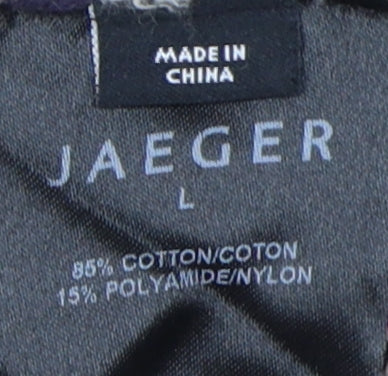 MADE IN
CHINA
JAEGER
L
85% COTTON/COTON
15% POLYAMIDE/NYLON